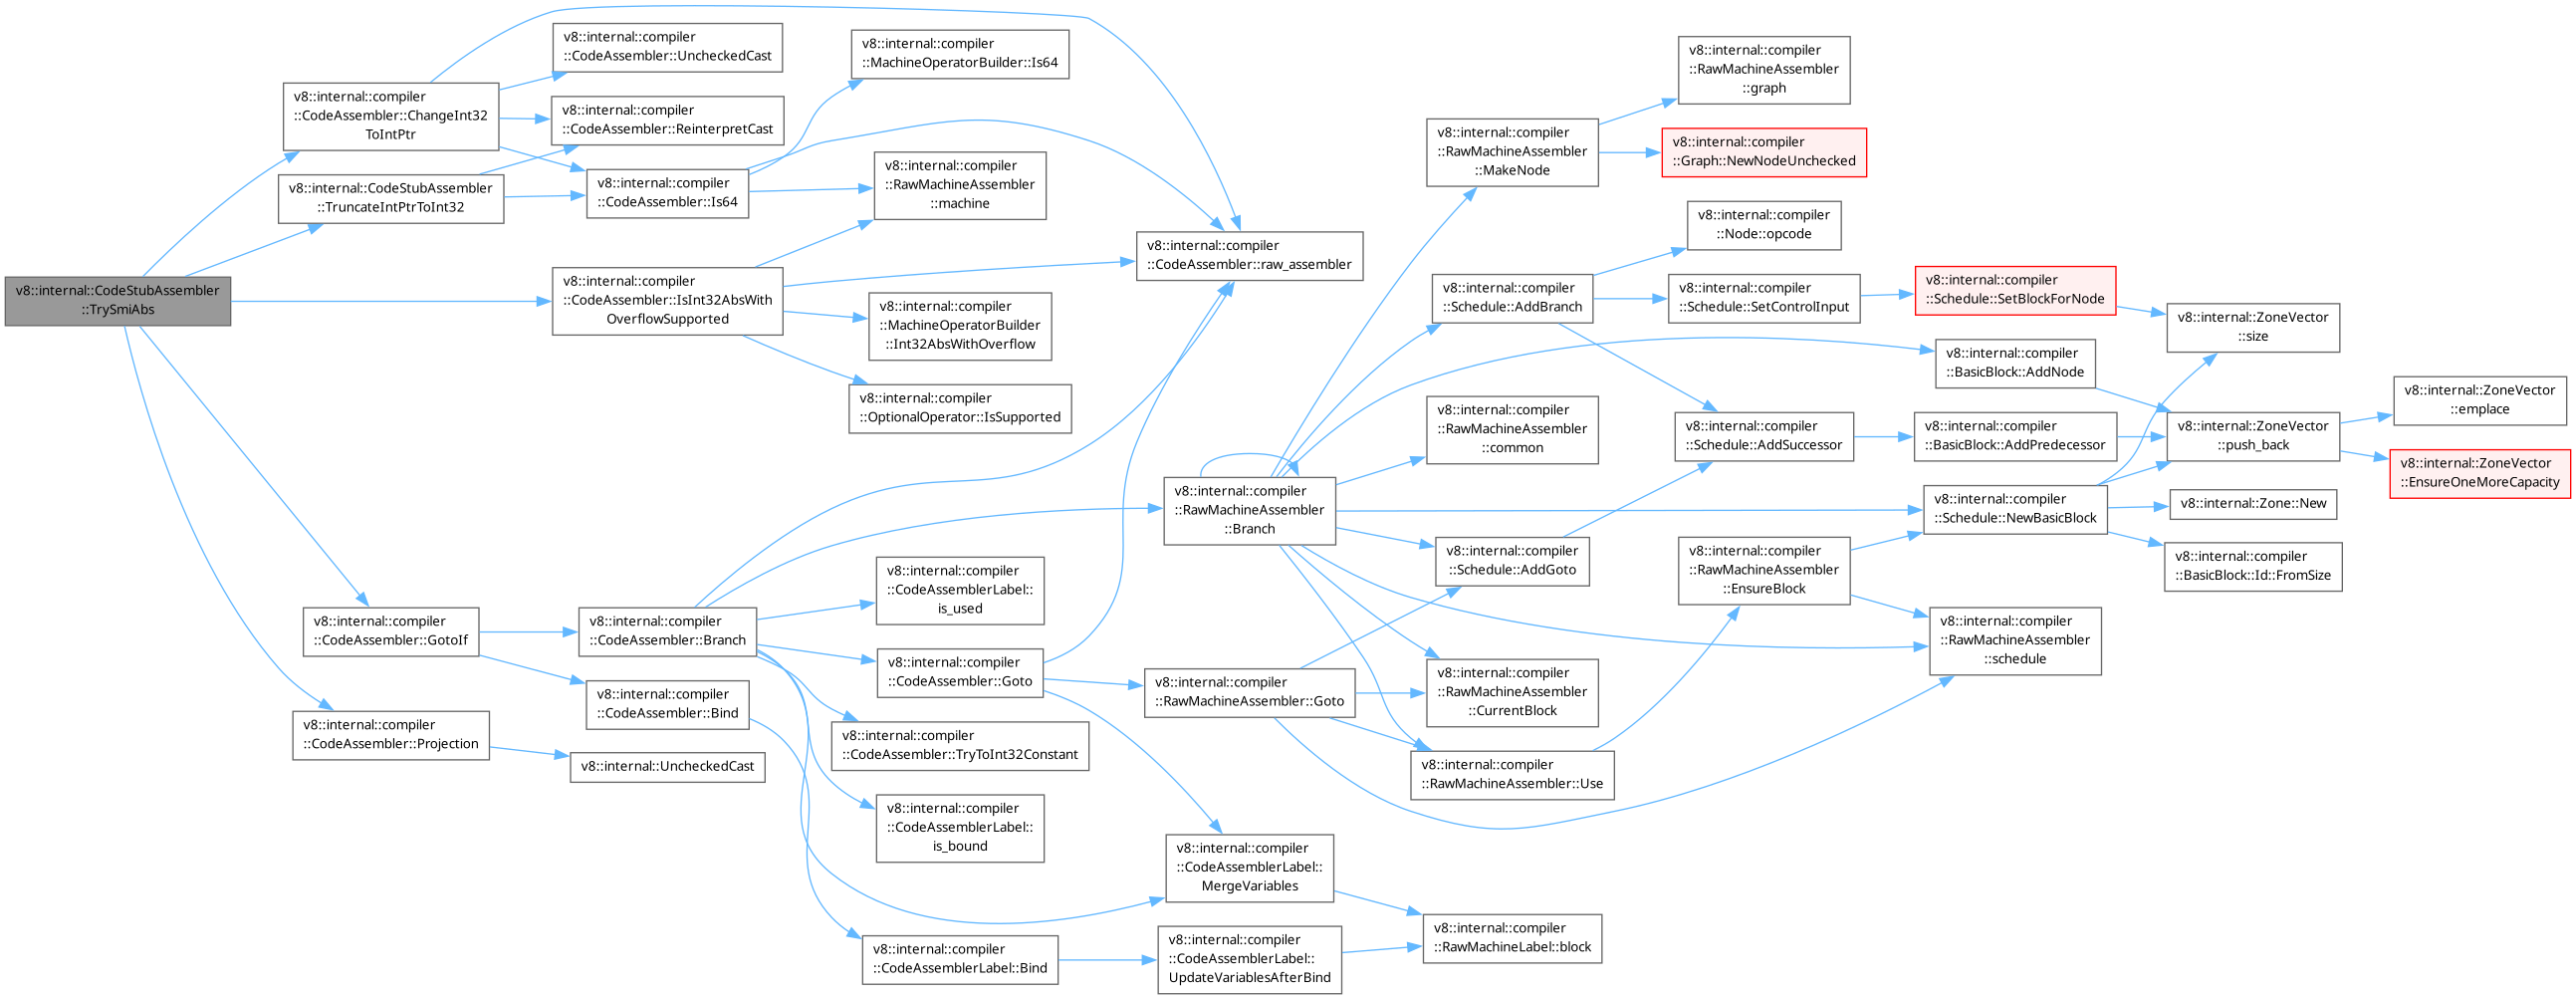 v8::internal::CodeStubAssembler
::TrySmiAbs
v8::internal::compiler
::CodeAssembler::ChangeInt32
ToIntPtr
v8::internal::CodeStubAssembler
::TruncateIntPtrToInt32
v8::internal::compiler
::CodeAssembler::GotoIf
v8::internal::compiler
::CodeAssembler::Projection
v8::internal::compiler
::CodeAssembler::UncheckedCast
v8::internal::compiler
::CodeAssembler::ReinterpretCast
v8::internal::compiler
::CodeAssembler::Is64
v8::internal::compiler
::CodeAssembler::IsInt32AbsWith
OverflowSupported
v8::internal::compiler
::CodeAssembler::Branch
v8::internal::compiler
::CodeAssembler::Bind
v8::internal::UncheckedCast
v8::internal::compiler
::MachineOperatorBuilder::Is64
v8::internal::compiler
::RawMachineAssembler
::machine
v8::internal::compiler
::MachineOperatorBuilder
::Int32AbsWithOverflow
v8::internal::compiler
::OptionalOperator::IsSupported
v8::internal::compiler
::CodeAssemblerLabel::
is_used
v8::internal::compiler
::CodeAssembler::Goto
v8::internal::compiler
::CodeAssembler::TryToInt32Constant
v8::internal::compiler
::CodeAssemblerLabel::
is_bound
v8::internal::compiler
::CodeAssemblerLabel::Bind
v8::internal::compiler
::CodeAssembler::raw_assembler
v8::internal::compiler
::RawMachineAssembler
::Branch
v8::internal::compiler
::RawMachineAssembler::Goto
v8::internal::compiler
::CodeAssemblerLabel::
MergeVariables
v8::internal::compiler
::CodeAssemblerLabel::
UpdateVariablesAfterBind
v8::internal::compiler
::RawMachineAssembler
::MakeNode
v8::internal::compiler
::Schedule::AddBranch
v8::internal::compiler
::RawMachineAssembler
::common
v8::internal::compiler
::Schedule::AddGoto
v8::internal::compiler
::RawMachineAssembler
::CurrentBlock
v8::internal::compiler
::RawMachineAssembler::Use
v8::internal::compiler
::RawMachineLabel::block
v8::internal::compiler
::RawMachineAssembler
::graph
v8::internal::compiler
::Graph::NewNodeUnchecked
v8::internal::compiler
::Node::opcode
v8::internal::compiler
::Schedule::SetControlInput
v8::internal::compiler
::Schedule::AddSuccessor
v8::internal::compiler
::RawMachineAssembler
::EnsureBlock
v8::internal::compiler
::Schedule::SetBlockForNode
v8::internal::compiler
::BasicBlock::AddNode
v8::internal::compiler
::BasicBlock::AddPredecessor
v8::internal::compiler
::Schedule::NewBasicBlock
v8::internal::compiler
::RawMachineAssembler
::schedule
v8::internal::ZoneVector
::size
v8::internal::ZoneVector
::push_back
v8::internal::Zone::New
v8::internal::compiler
::BasicBlock::Id::FromSize
v8::internal::ZoneVector
::emplace
v8::internal::ZoneVector
::EnsureOneMoreCapacity